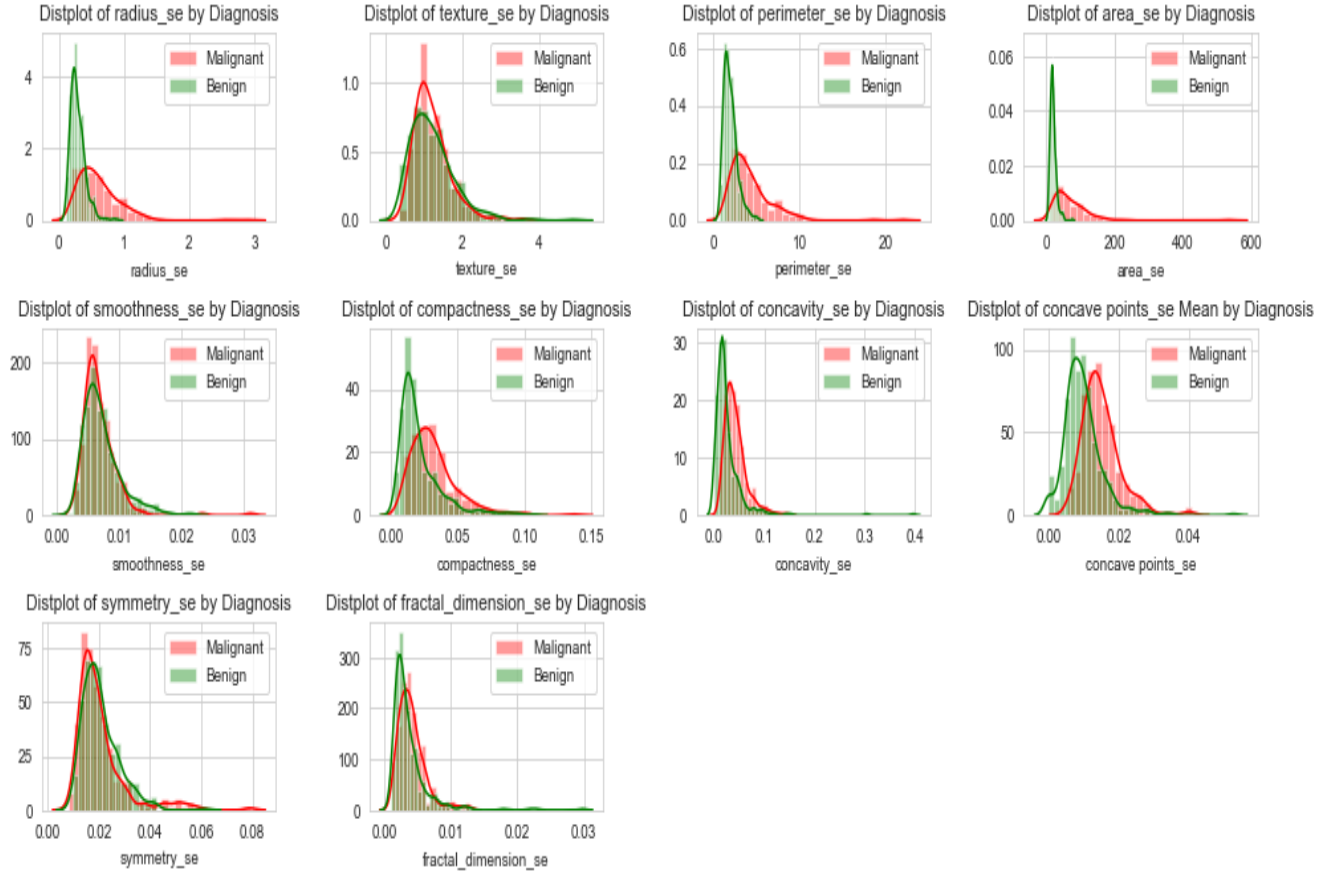 Distplot of radius_se by Diagnosis
Malignant
Benign
4
2
0
0 1 2 3
radius_se
Distplot of texture_se by Diagnosis
Malignant
Benign
1.0
0.5
0.0
0 2 4
texture_se
Distplot of perimeter_se by Diagnosis
Malignant
Benign
0.6
0.4
0.2
0.0
0 10 20
perimeter_se
Distplot of area_se by Diagnosis
Malignant
Benign
0.06
0.04
0.02
0.00
0 200 400 600
area_se
Distplot of smoothness_se by Diagnosis
Malignant
Benign
200
100
0
0.00 0.01 0.02 0.03
smoothness_se
Distplot of compactness_se by Diagnosis
Malignant
Benign
40
20
0
0.00 0.05 0.10 0.15
compactness_se
Distplot of concavity_se by Diagnosis
Malignant
Benign
30
20
10
0
0.0 0.1 0.2 0.3 0.4
concavity_se
Distplot of concave points_se Mean by Diagnosis
Malignant
Benign
100
50
0
0.00 0.02 0.04
concave points_se
Distplot of symmetry_se by Diagnosis
Malignant
Benign
75
50
25
0
0.00 0.02 0.04 0.06 0.08
symmetry_se
Distplot of fractal_dimension_se by Diagnosis
Malignant
Benign
300
200
100
0
0.00 0.01 0.02 0.03
fractal_dimension_se